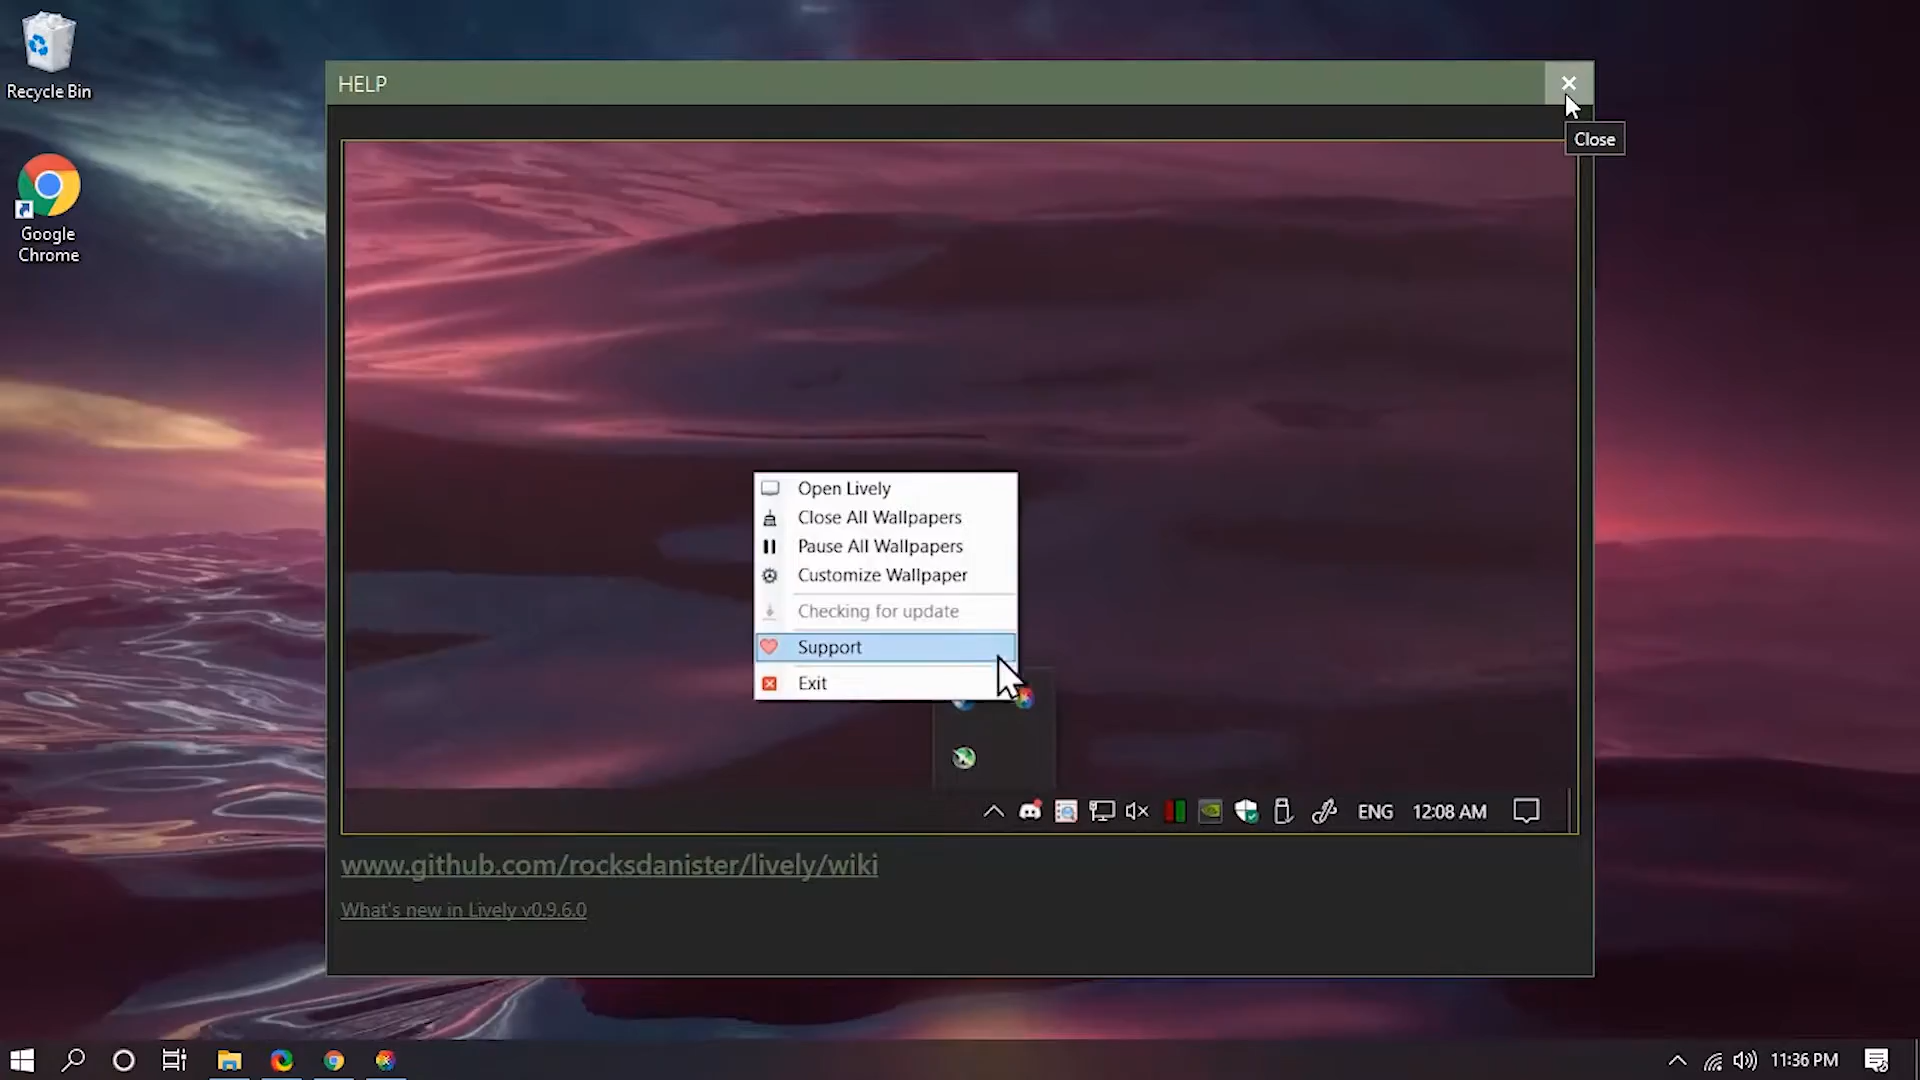 Recycle Bin
Google
Chrome
HELP
Close
Open Lively
Close All Wallpapers
Pause All Wallpapers
Customize Wallpaper
Checking for update
Support
Exit
ENG 12:08 AM
www.github.com/rocksdanister/lively/wiki
What's new in Lively v0.9.6.0
11:36 PM